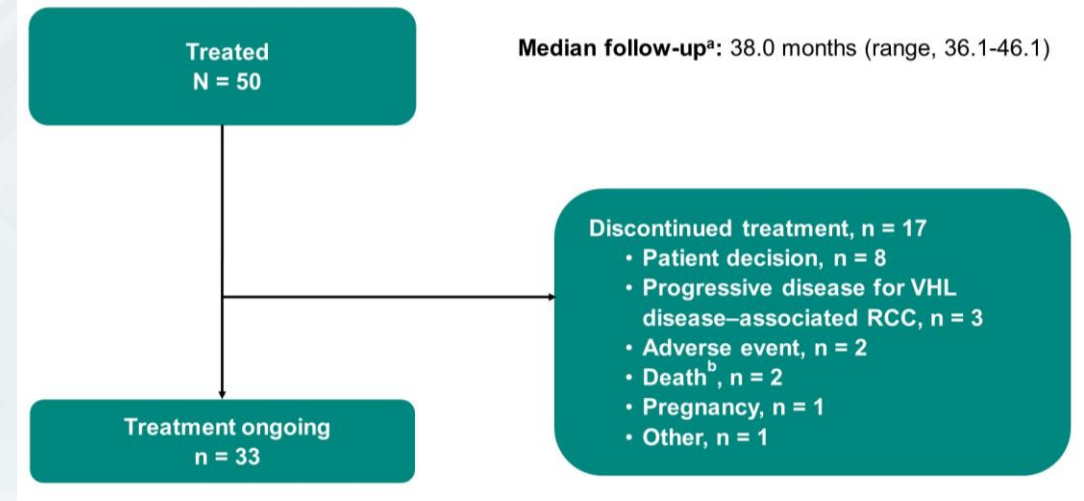 Treated
N = 50
Median follow-upᵃ: 38.0 months (range, 36.1-46.1)
Discontinued treatment, n = 17
• Patient decision, n = 8
• Progressive disease for VHL
disease–associated RCC, n = 3
• Adverse event, n = 2
• Deathᵇ, n = 2
• Pregnancy, n = 1
• Other, n = 1
Treatment ongoing
n = 33